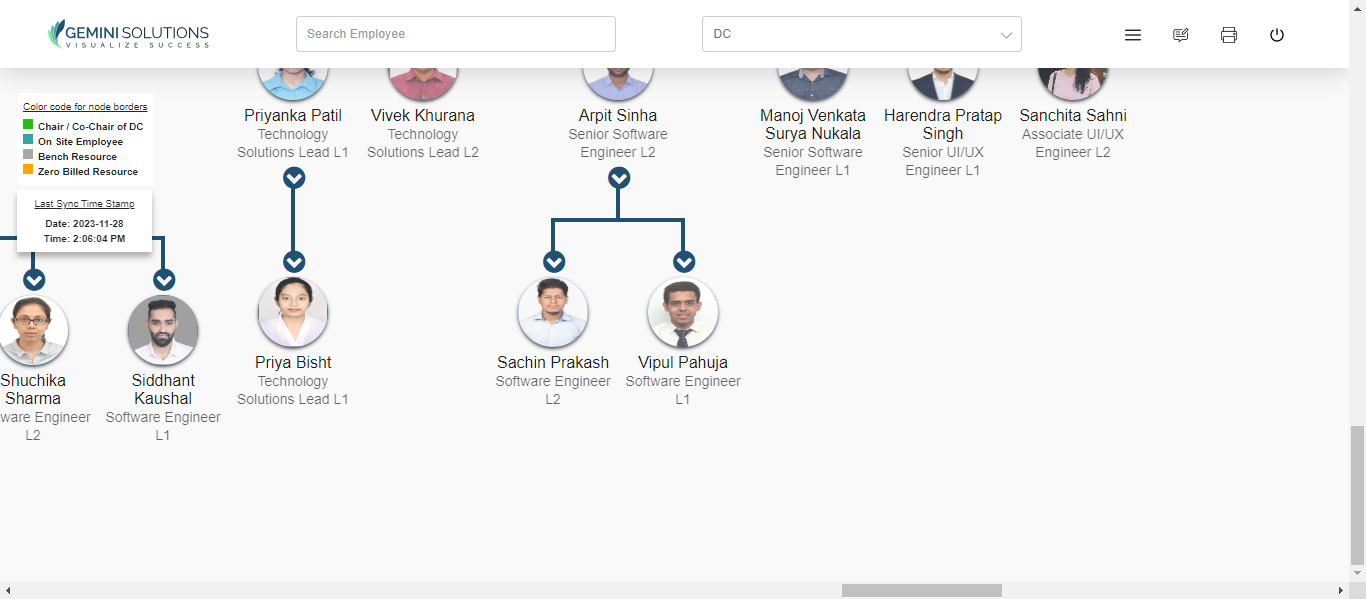 GEMINI SOLUTIONS
VISUALIZE SUCCESS
Search Employee
DC
Color code for node borders
Chair / Co-Chair of DC
On Site Employee
Bench Resource
Zero Billed Resource
Last Sync Time Stamp
Date: 2023-11-28
Time: 2:06:04 PM
Priyanka Patil
Technology
Solutions Lead L1
Vivek Khurana
Technology
Solutions Lead L2
Arpit Sinha
Senior Software
Engineer L2
Manoj Venkata
Surya Nukala
Senior Software
Engineer L1
Harendra Pratap
Singh
Senior UI/UX
Engineer L1
Sanchita Sahni
Associate UI/UX
Engineer L2
Shuchika
Sharma
ware Engineer
L2
Siddhant
Kaushal
Software Engineer
L1
Priya Bisht
Technology
Solutions Lead L1
Sachin Prakash
Software Engineer
L2
Vipul Pahuja
Software Engineer
L1